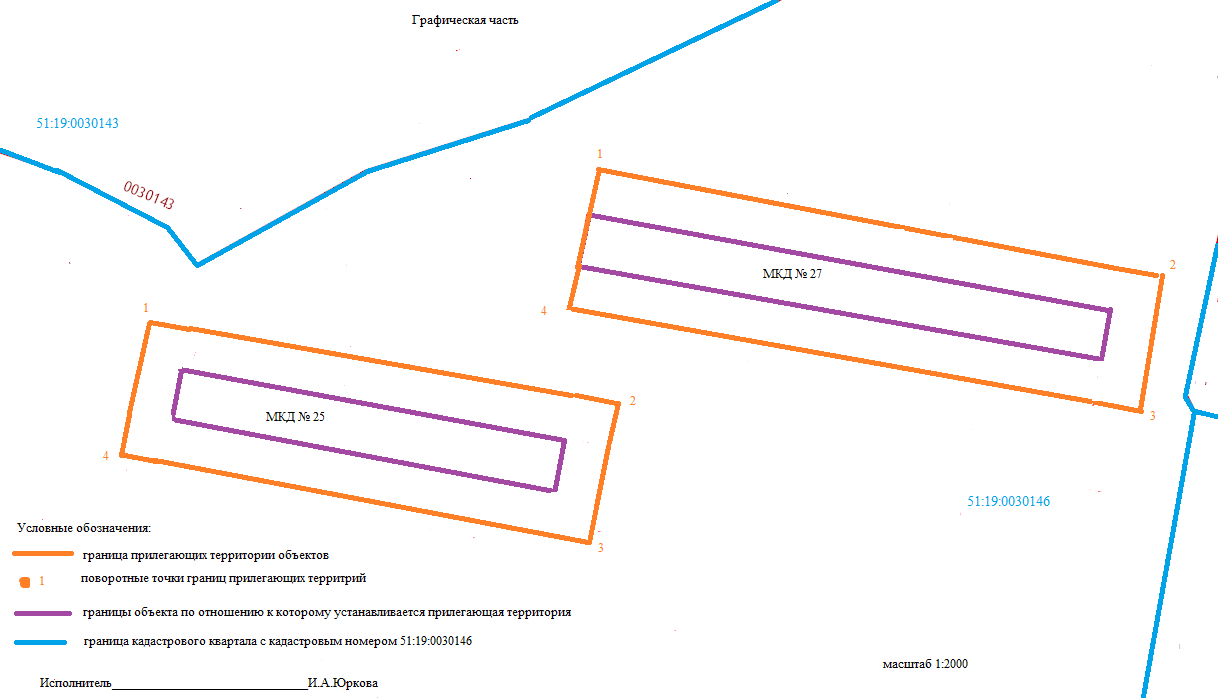 Графическая часть
51:19:0030143
0030143
1
2
МКД № 27
4
3
1
2
МКД № 25
4
3
51:19:0030146
Условные обозначения:
граница прилегающих территории объектов
1 поворотные точки границ прилегающих территрий
границы объекта по отношению к которому устанавливается прилегающая территория
граница кадастрового квартала с кадастровым номером 51:19:0030146
масштаб 1:2000
Исполнитель______________________________И.А.Юркова